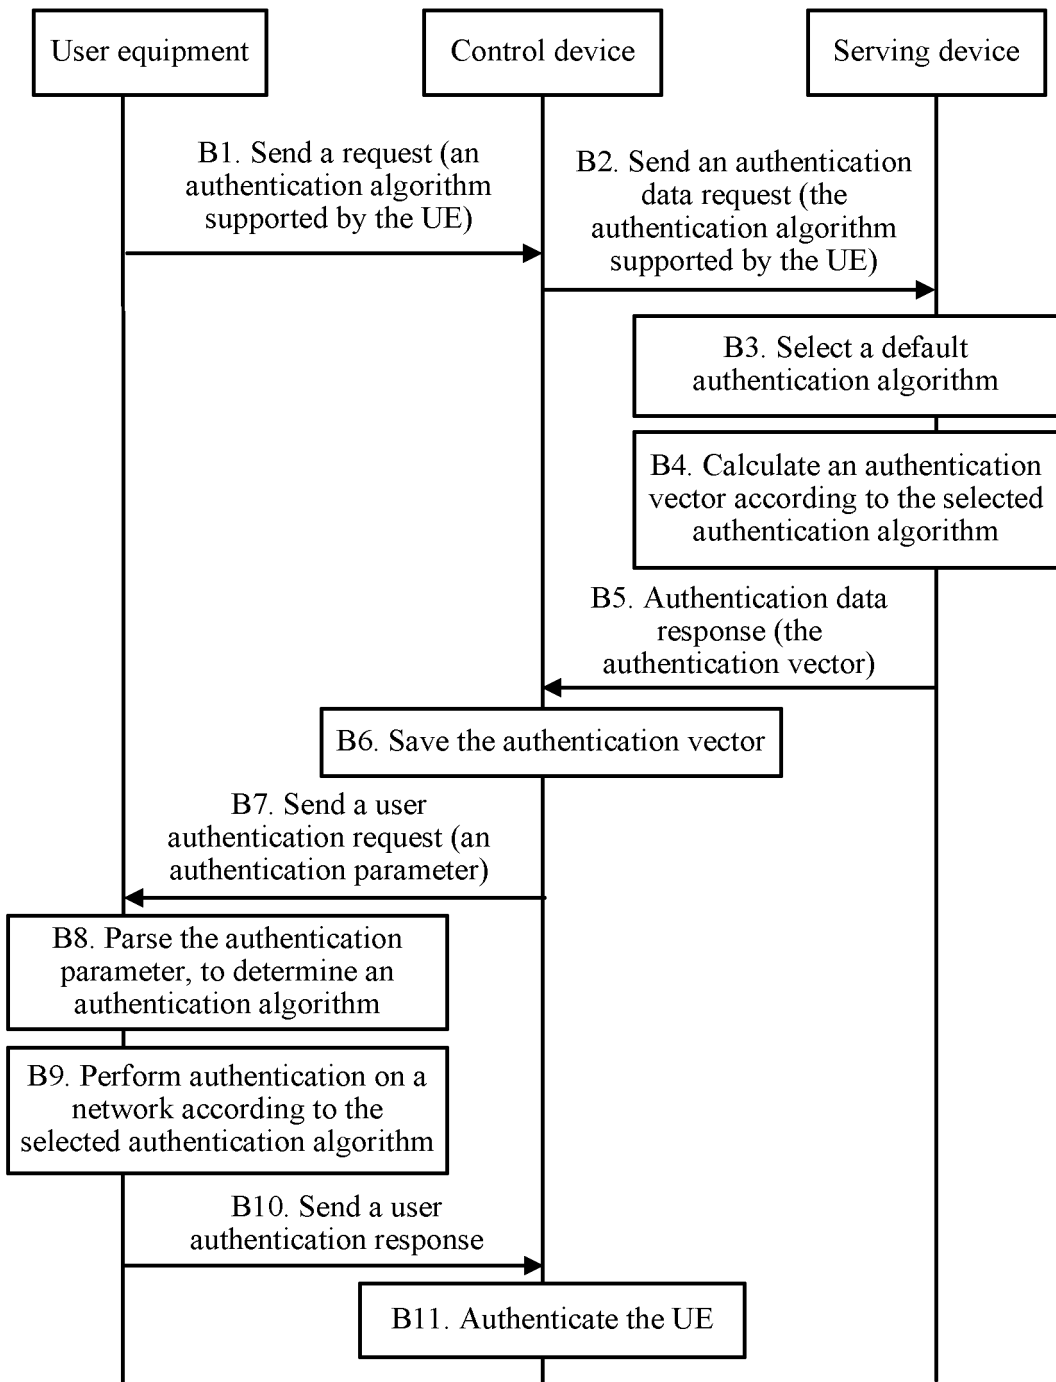 User equipment
Control device
Serving device
B1. Send a request (an
authentication algorithm
supported by the UE)
B2. Send an authentication
data request (the
authentication algorithm
supported by the UE)
B3. Select a default
authentication algorithm
B4. Calculate an authentication
vector according to the selected
authentication algorithm
B5. Authentication data
response (the
authentication vector)
B6. Save the authentication vector
B7. Send a user
authentication request (an
authentication parameter)
B8. Parse the authentication
parameter, to determine an
authentication algorithm
B9. Perform authentication on a
network according to the
selected authentication algorithm
B10. Send a user
authentication response
B11. Authenticate the UE